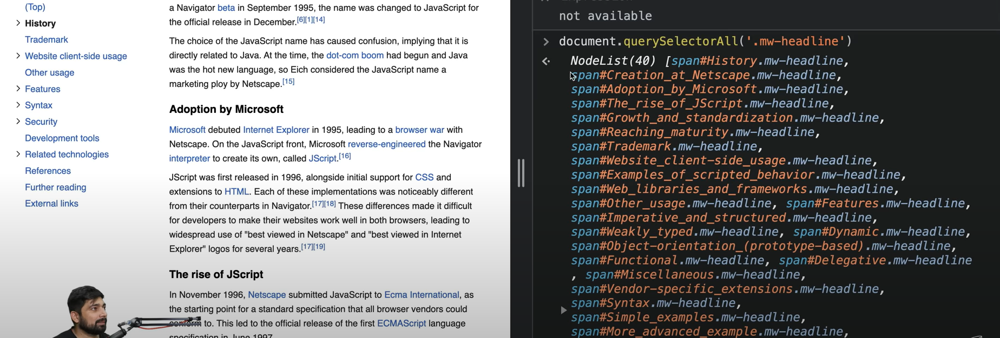 (Top)
History
Trademark
Website client-side usage
Other usage
Features
Syntax
Security
Development tools
Related technologies
References
Further reading
External links
a Navigator beta in September 1995, the name was changed to JavaScript for
the official release in December.[6][1][14]
The choice of the JavaScript name has caused confusion, implying that it is
directly related to Java. At the time, the dot-com boom had begun and Java
was the hot new language, so Eich considered the JavaScript name a
marketing ploy by Netscape.[15]
Adoption by Microsoft
Microsoft debuted Internet Explorer in 1995, leading to a browser war with
Netscape. On the JavaScript front, Microsoft reverse-engineered the Navigator
interpreter to create its own, called JScript.[16]
JScript was first released in 1996, alongside initial support for CSS and
extensions to HTML. Each of these implementations was noticeably different
from their counterparts in Navigator.[17][18] These differences made it difficult
for developers to make their websites work well in both browsers, leading to
widespread use of "best viewed in Netscape" and "best viewed in Internet
Explorer" logos for several years.[17][19]
The rise of JScript
In November 1996, Netscape submitted JavaScript to Ecma International, as
the starting point for a standard specification that all browser vendors could
conform to. This led to the official release of the first ECMAScript language
specification in June 1997.
not available
document.querySelectorAll('.mw-headline')
NodeList(40) [span#History.mw-headline,
span#Creation_at_Netscape.mw-headline,
span#Adoption_by_Microsoft.mw-headline,
span#The_rise_of_JScript.mw-headline,
span#Growth_and_standardization.mw-headline,
span#Reaching_maturity.mw-headline,
span#Trademark.mw-headline,
span#Website_client-side_usage.mw-headline,
span#Examples_of_scripted_behavior.mw-headline,
span#Web_libraries_and_frameworks.mw-headline,
span#Other_usage.mw-headline, span#Features.mw-headline,
span#Imperative_and_structured.mw-headline,
span#Weakly_typed.mw-headline, span#Dynamic.mw-headline,
span#Object-orientation_(prototype-based).mw-headline,
span#Functional.mw-headline, span#Delegative.mw-headline
, span#Miscellaneous.mw-headline,
span#Vendor-specific_extensions.mw-headline,
span#Syntax.mw-headline,
span#Simple_examples.mw-headline,
span#More_advanced_example.mw-headline,